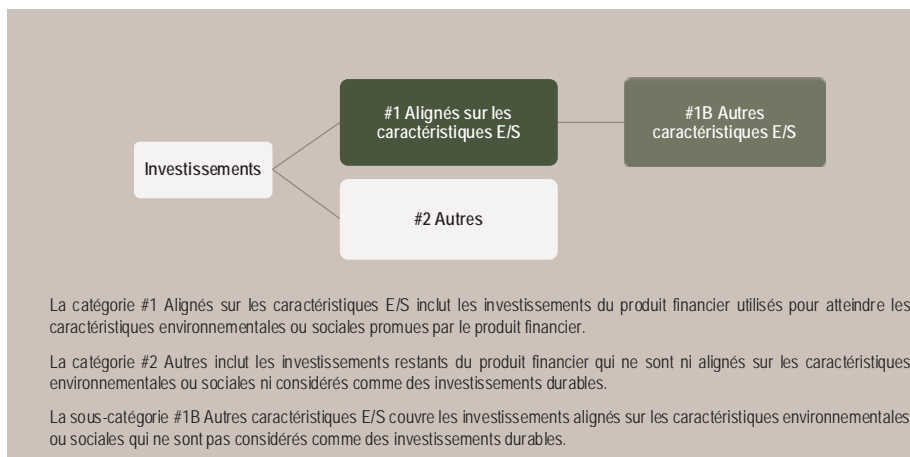 #1 Alignés sur les
caractéristiques E/S
#1B Autres
caractéristiques E/S
Investissements
#2 Autres
La catégorie #1 Alignés sur les caractéristiques E/S inclut les investissements du produit financier utilisés pour atteindre les
caractéristiques environnementales ou sociales promues par le produit financier.
La catégorie #2 Autres inclut les investissements restants du produit financier qui ne sont ni alignés sur les caractéristiques
environnementales ou sociales ni considérés comme des investissements durables.
La sous-catégorie #1B Autres caractéristiques E/S couvre les investissements alignés sur les caractéristiques environnementales
ou sociales qui ne sont pas considérés comme des investissements durables.